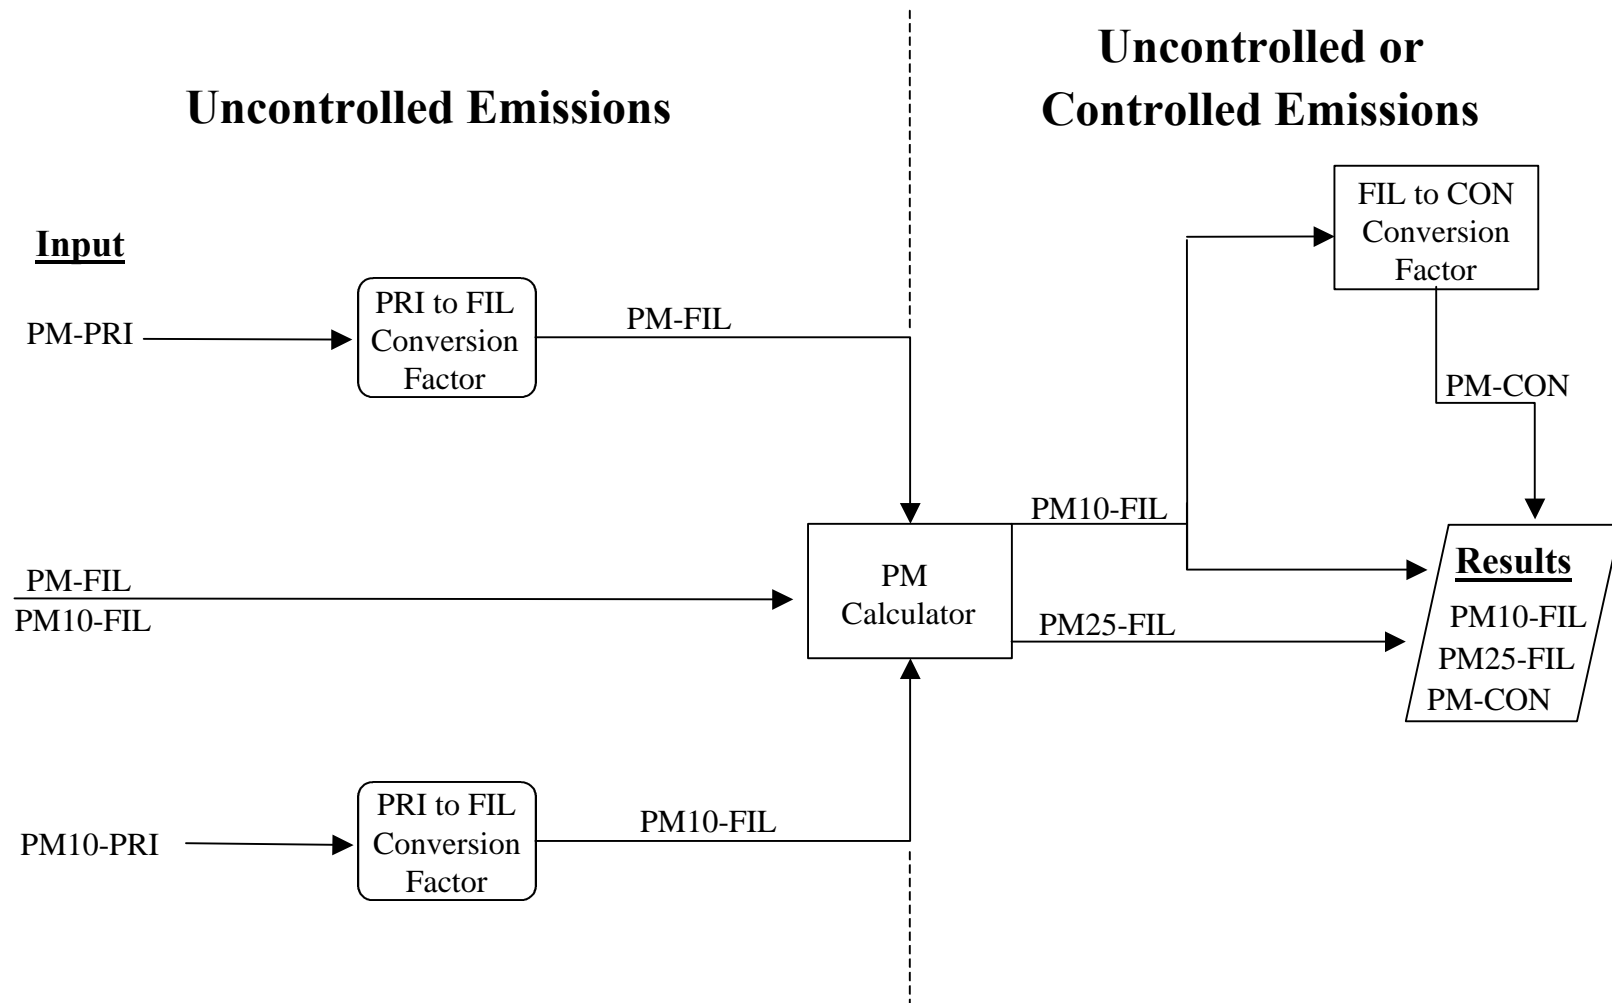 Uncontrolled Emissions
Uncontrolled or
Controlled Emissions
Input
PM-PRI
PRI to FIL
Conversion
Factor
PM-FIL
FIL to CON
Conversion
Factor
PM-CON
PM-FIL
PM10-FIL
PM
Calculator
PM10-FIL
PM25-FIL
Results
PM10-FIL
PM25-FIL
PM-CON
PM10-PRI
PRI to FIL
Conversion
Factor
PM10-FIL